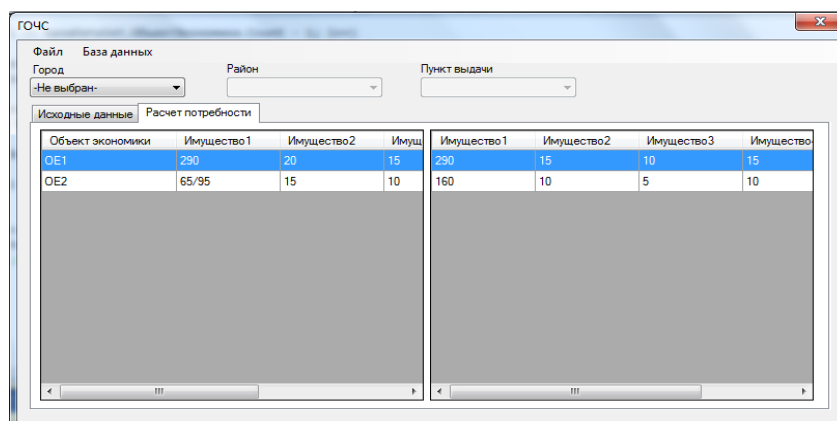 ГОЧС
Файл База данных
Город Район Пункт выдачи
-Не выбран-
Исходные данные Расчет потребности
Объект экономики Имущество1 Имущество2 Имущ Имущество1 Имущество2 Имущество3 Имущество
ОЕ1 290 20 15 290 15 10 15
ОЕ2 65/95 15 10 160 10 5 10